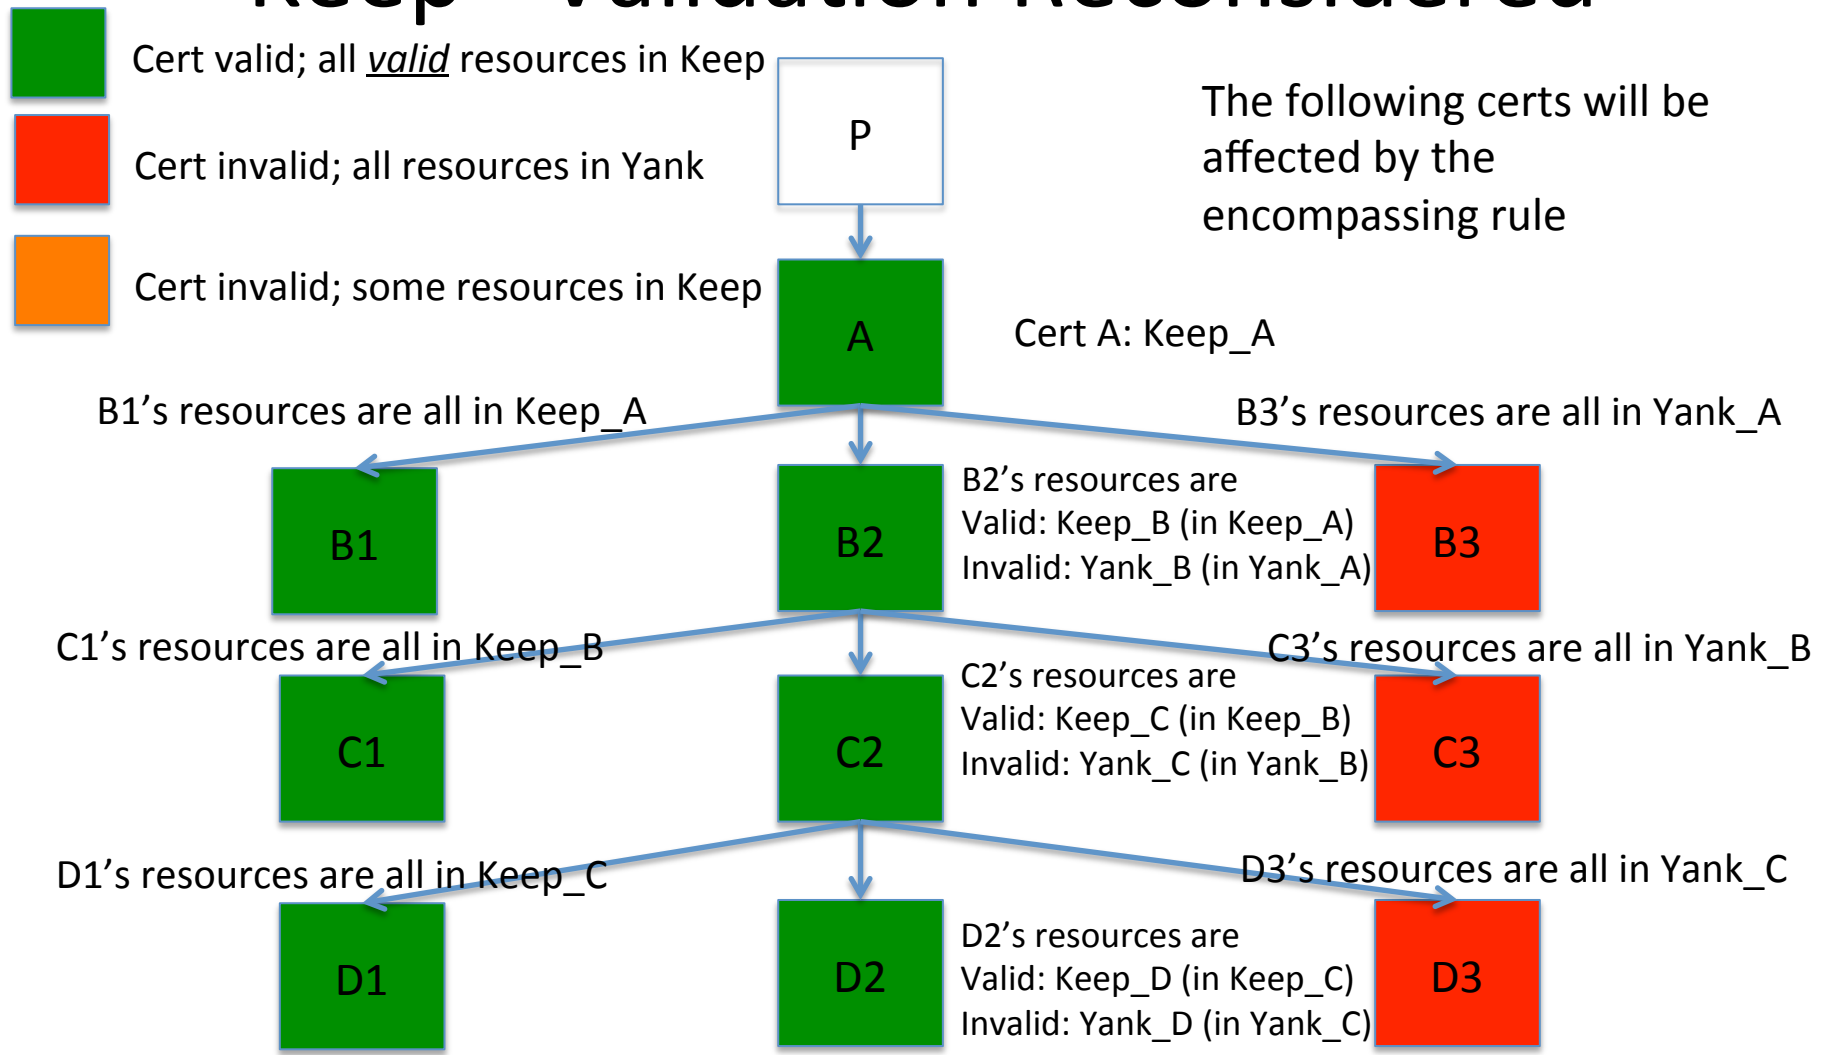 Keep - Validation Reconsidered
Cert valid; all valid resources in Keep
Cert invalid; all resources in Yank
Cert invalid; some resources in Keep
P
The following certs will be
affected by the
encompassing rule
A
Cert A: Keep_A
B1's resources are all in Keep_A
B3's resources are all in Yank_A
B1
B2
B2's resources are
Valid: Keep_B (in Keep_A)
Invalid: Yank_B (in Yank_A)
B3
C1's resources are all in Keep_B
C3's resources are all in Yank_B
C1
C2
C2's resources are
Valid: Keep_C (in Keep_B)
Invalid: Yank_C (in Yank_B)
C3
D1's resources are all in Keep_C
D3's resources are all in Yank_C
D1
D2
D2's resources are
Valid: Keep_D (in Keep_C)
Invalid: Yank_D (in Yank_C)
D3